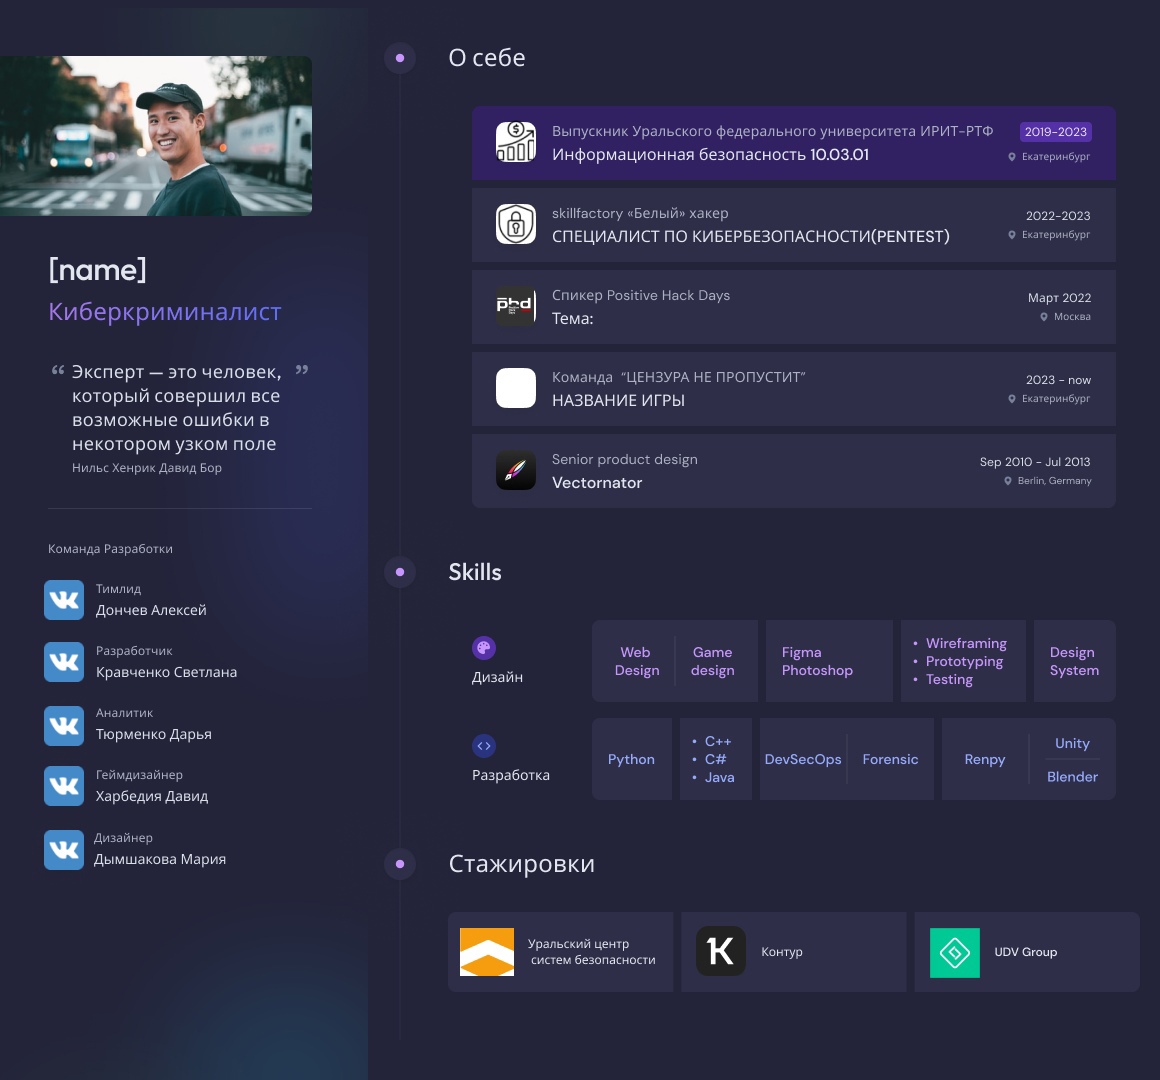 [name]
Киберкриминалист
“ Эксперт — это человек, ”
который совершил все
возможные ошибки в
некотором узком поле
Нильс Хенрик Давид Бор
Команда Разработки
Тимлид
Дончев Алексей
Разработчик
Кравченко Светлана
Аналитик
Тюрменко Дарья
Геймдизайнер
Харбедия Давид
Дизайнер
Дымшакова Мария
О себе
Выпускник Уральского федерального университета ИРИТ-РТФ
2019-2023
Информационная безопасность 10.03.01
Екатеринбург
skillfactory «Белый» хакер
2022-2023
СПЕЦИАЛИСТ ПО КИБЕРБЕЗОПАСНОСТИ(PENTEST)
Екатеринбург
phd
Спикер Positive Hack Days
Март 2022
Тема:
Москва
Команда “ЦЕНЗУРА НЕ ПРОПУСТИТ”
2023 - now
НАЗВАНИЕ ИГРЫ
Екатеринбург
Senior product design
Sep 2010 - Jul 2013
Vectornator
Berlin, Germany
Skills
Дизайн
Web
Design
Game
design
Figma
Photoshop
• Wireframing
• Prototyping
• Testing
Design
System
Разработка
Python
• C++
• C#
• Java
DevSecOps
Forensic
Renpy
Unity
Blender
Стажировки
Уральский центр
систем безопасности
Контур
UDV Group